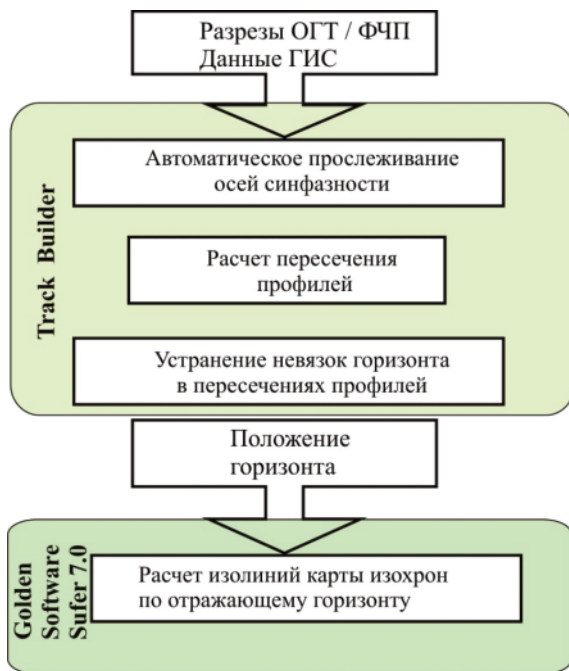 Разрезы ОГТ / ФЧП
Данные ГИС
Track Builder
Автоматическое прослеживание
осей синфазности
Расчет пересечения
профилей
Устранение невязок горизонта
в пересечениях профилей
Положение
горизонта
Golden
Software
Sufer 7.0
Расчет изолиний карты изохрон
по отражающему горизонту